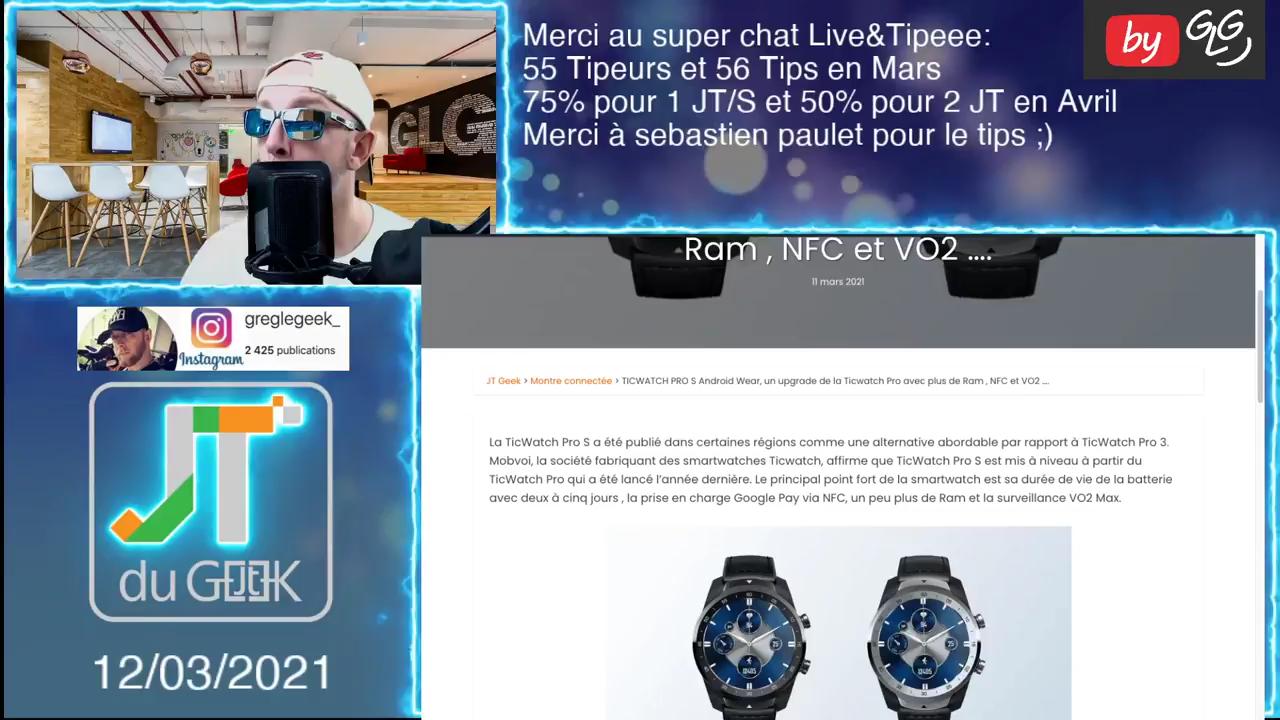 Merci au super chat Live&Tipeee:
55 Tipeurs et 56 Tips en Mars
75% pour 1 JT/S et 50% pour 2 JT en Avril
Merci à sebastien paulet pour le tips ;)
by GLG
GLG
greglegeek_
Instagram
2 425 publications
JT
du GEEK
12/03/2021
Ram , NFC et VO2 ....
11 mars 2021
JT Geek > Montre connectée > TICWATCH PRO S Android Wear, un upgrade de la Ticwatch Pro avec plus de Ram , NFC et VO2 ....
La TicWatch Pro S a été publié dans certaines régions comme une alternative abordable par rapport à TicWatch Pro 3.
Mobvoi, la société fabriquant des smartwatches Ticwatch, affirme que TicWatch Pro S est mis à niveau à partir du
TicWatch Pro qui a été lancé l'année dernière. Le principal point fort de la smartwatch est sa durée de vie de la batterie
avec deux à cinq jours , la prise en charge Google Pay via NFC, un peu plus de Ram et la surveillance VO2 Max.